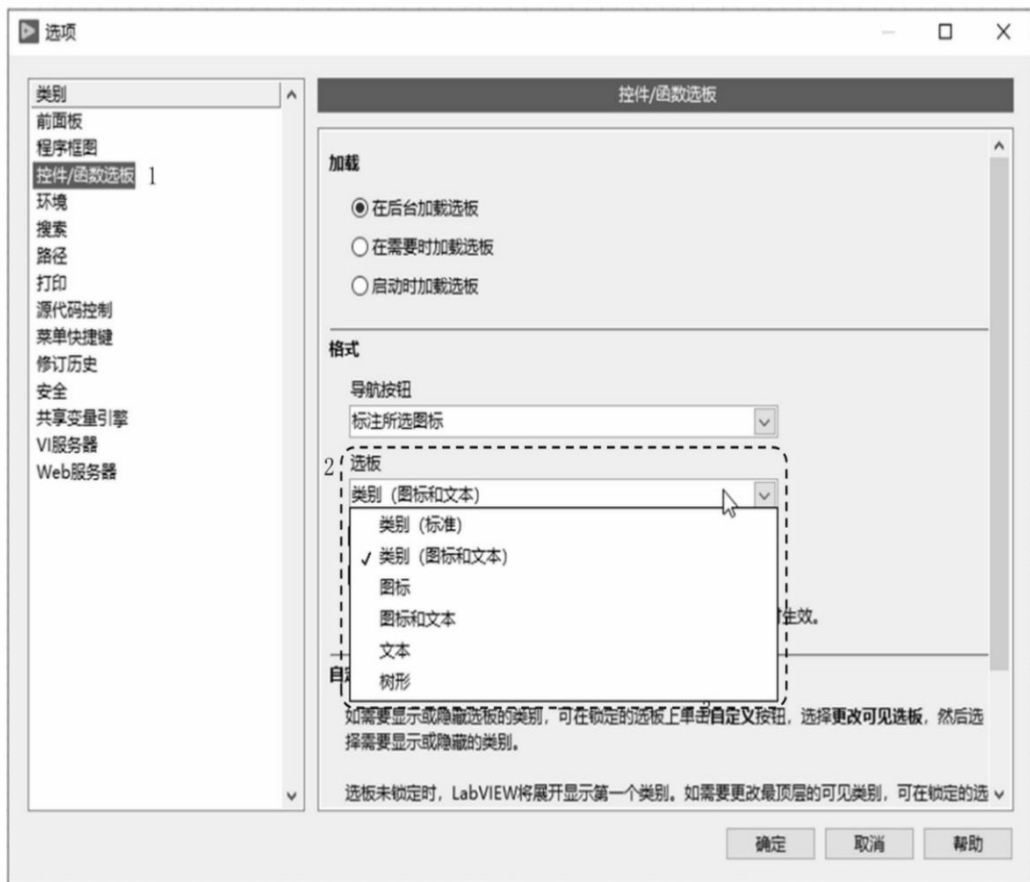 选项
类别
前面板
程序框图
控件/函数选板 1
环境
搜索
路径
打印
源代码控制
菜单快捷键
修订历史
安全
共享变量引擎
VI服务器
Web服务器
控件/函数选板
加载
在后台加载选板
在需要时加载选板
启动时加载选板
格式
导航按钮
标注所选图标
2 选板
类别（图标和文本）
类别（标准）
✓ 类别（图标和文本）
图标
图标和文本
生效。
文本
树形
如需要显示或隐藏选板的类别，可在锁定的选板上单击自定义按钮，选择更改可见选板，然后选
择需要显示或隐藏的类别。
选板未锁定时，LabVIEW将展开显示第一个类别。如需要更改最顶层的可见类别，可在锁定的选
确定 取消 帮助